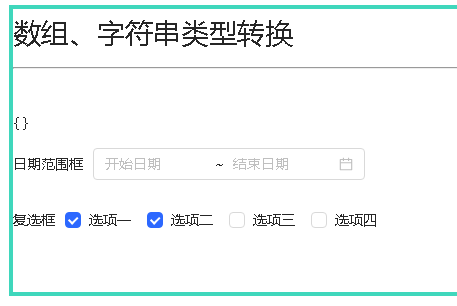 数组、字符串类型转换
{}
日期范围框 开始日期 ~ 结束日期
复选框 选项一 选项二 选项三 选项四